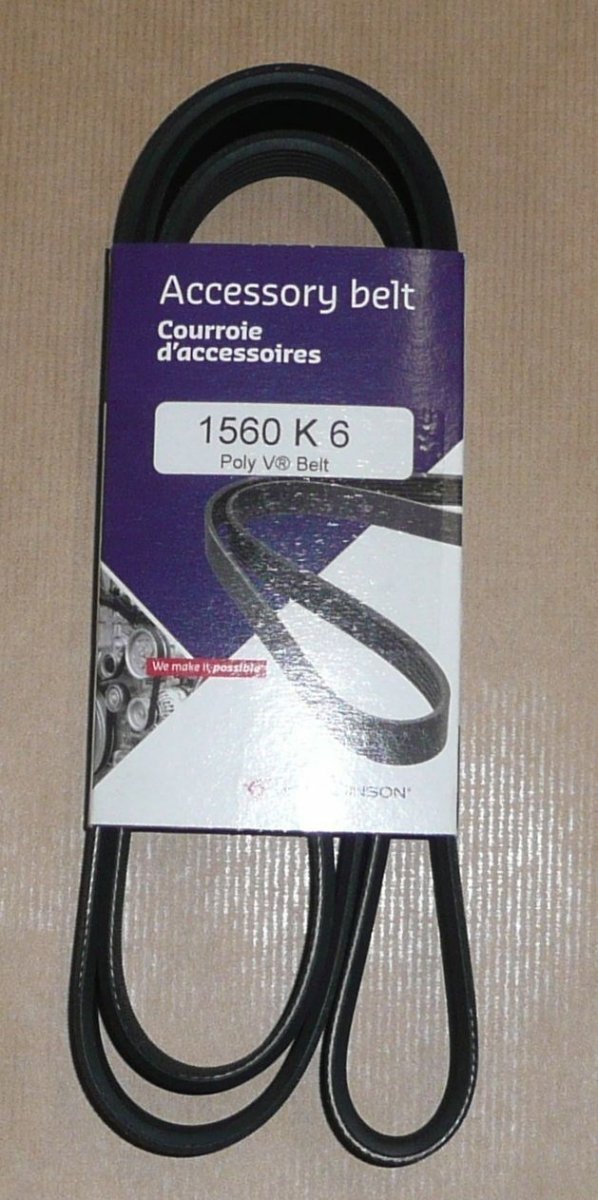 Accessory belt
Courroie
d'accessoires
1560 K 6
Poly V® Belt
We make it possible